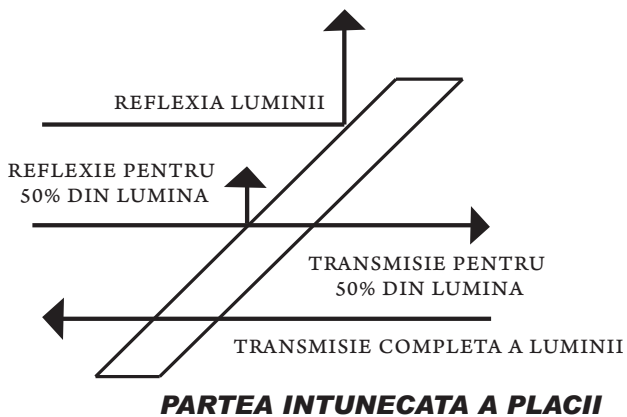 REFLEXIA LUMINII
REFLEXIE PENTRU
50% DIN LUMINA
TRANSMISIE PENTRU
50% DIN LUMINA
TRANSMISIE COMPLETA A LUMINII
PARTEA INTUNECATA A PLACII